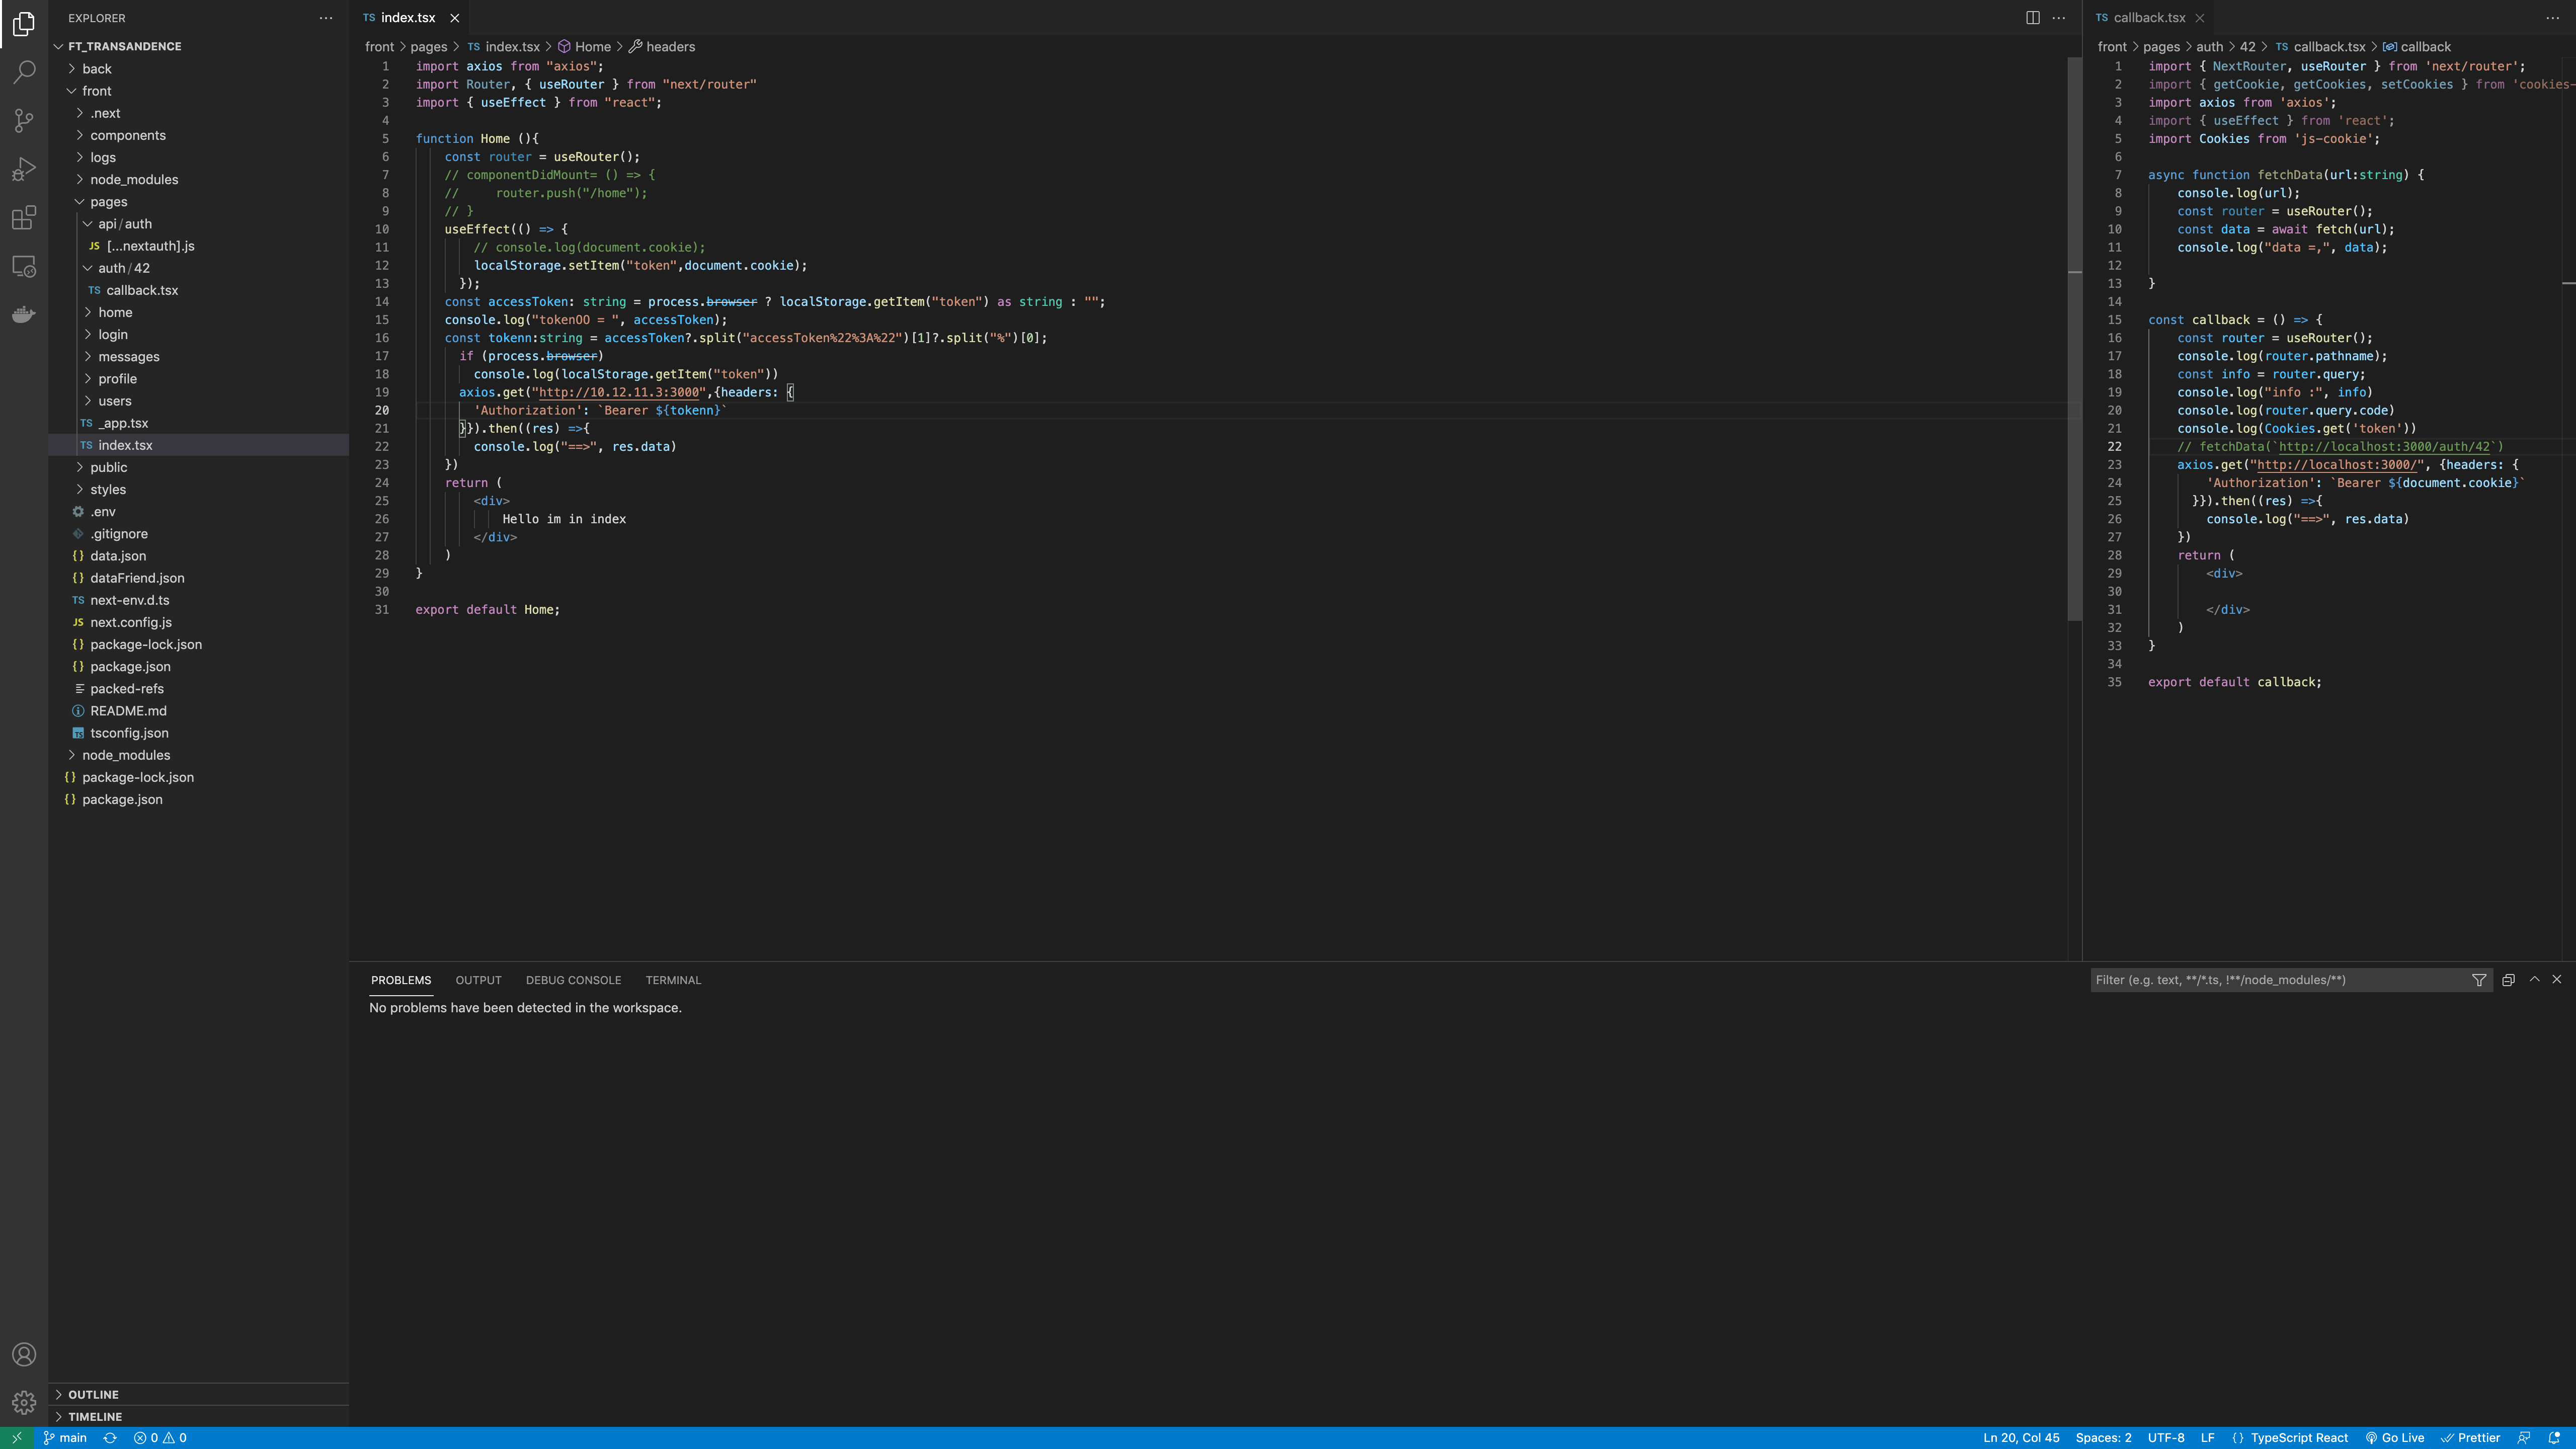 EXPLORER
FT_TRANSANDENCE
back
front
.next
components
logs
node_modules
pages
api/auth
JS [...nextauth].js
auth/42
TS callback.tsx
home
login
messages
profile
users
TS _app.tsx
TS index.tsx
public
styles
.env
.gitignore
{} data.json
{} dataFriend.json
TS next-env.d.ts
JS next.config.js
{} package-lock.json
{} package.json
packed-refs
README.md
tsconfig.json
node_modules
{} package-lock.json
{} package.json
OUTLINE
TIMELINE
TS index.tsx
front > pages > TS index.tsx > Home > headers
1 import axios from "axios";
2 import Router, { useRouter } from "next/router"
3 import { useEffect } from "react";
4
5 function Home (){
6 const router = useRouter();
7 // componentDidMount= () => {
8 //     router.push("/home");
9 // }
10 useEffect(() => {
11 // console.log(document.cookie);
12 localStorage.setItem("token",document.cookie);
13 });
14 const accessToken: string = process.browser ? localStorage.getItem("token") as string : "";
15 console.log("tokenOO = ", accessToken);
16 const tokenn:string = accessToken?.split("accessToken%22%3A%22")[1]?.split("%")[0];
17 if (process.browser)
18 console.log(localStorage.getItem("token"))
19 axios.get("http://10.12.11.3:3000",{headers: {
20 'Authorization': `Bearer ${tokenn}`
21 }}).then((res) =>{
22 console.log("==>", res.data)
23 })
24 return (
25 <div>
26 Hello im in index
27 </div>
28 )
29 }
30
31 export default Home;
TS callback.tsx
front > pages > auth > 42 > TS callback.tsx > callback
1 import { NextRouter, useRouter } from 'next/router';
2 import { getCookie, getCookies, setCookies } from 'cookies-
3 import axios from 'axios';
4 import { useEffect } from 'react';
5 import Cookies from 'js-cookie';
6
7 async function fetchData(url:string) {
8 console.log(url);
9 const router = useRouter();
10 const data = await fetch(url);
11 console.log("data =,", data);
12
13 }
14
15 const callback = () => {
16 const router = useRouter();
17 console.log(router.pathname);
18 const info = router.query;
19 console.log("info :", info)
20 console.log(router.query.code)
21 console.log(Cookies.get('token'))
22 // fetchData(`http://localhost:3000/auth/42`)
23 axios.get("http://localhost:3000/", {headers: {
24 'Authorization': `Bearer ${document.cookie}`
25 }}).then((res) =>{
26 console.log("==>", res.data)
27 })
28 return (
29 <div>
30
31 </div>
32 )
33 }
34
35 export default callback;
PROBLEMS OUTPUT DEBUG CONSOLE TERMINAL
Filter (e.g. text, **/*.ts, !**/node_modules/**)
No problems have been detected in the workspace.
main 0 0
Ln 20, Col 45 Spaces: 2 UTF-8 LF {} TypeScript React Go Live Prettier